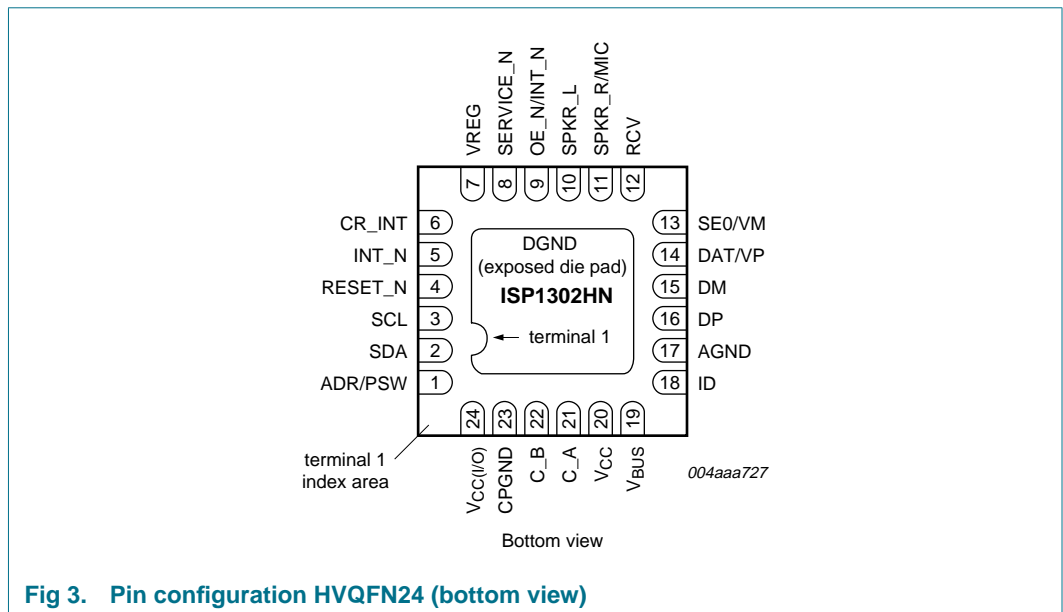 VREG
SERVICE_N
OE_N/INT_N
SPKR_L
SPKR_R/MIC
RCV
7
8
9
10
11
12
CR_INT 6
INT_N 5
RESET_N 4
SCL 3
SDA 2
ADR/PSW 1
DGND
(exposed die pad)
ISP1302HN
terminal 1
13 SE0/VM
14 DAT/VP
15 DM
16 DP
17 AGND
18 ID
24
23
22
21
20
19
VCC(I/O)
CPGND
C_B
C_A
VCC
VBUS
terminal 1
index area
004aaa727
Bottom view
Fig 3. Pin configuration HVQFN24 (bottom view)